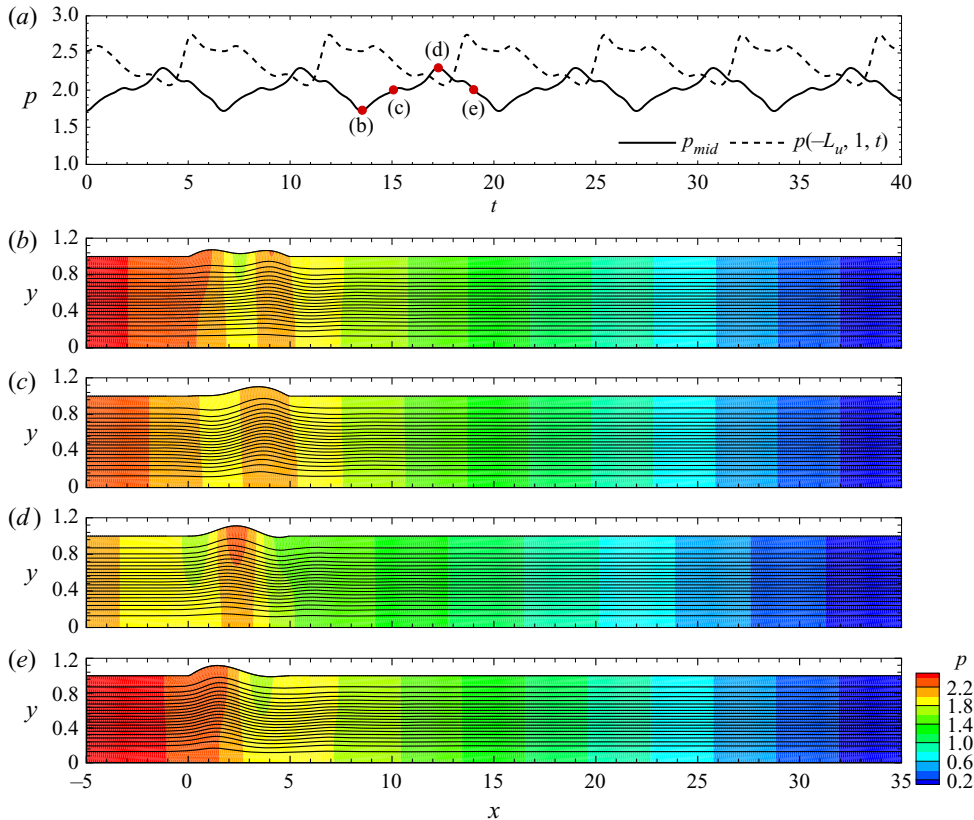 (a)
3.0
2.5
2.0
1.5
1.0
p
(b)
(c)
(d)
(e)
p_mid
p(–L_u, 1, t)
0 5 10 15 20 25 30 35 40
t
(b)
1.2
0.8
0.4
0
y
(c)
1.2
0.8
0.4
0
y
(d)
1.2
0.8
0.4
0
y
(e)
1.2
0.8
0.4
0
y
–5 0 5 10 15 20 25 30 35
x
p
2.2
1.8
1.4
1.0
0.6
0.2